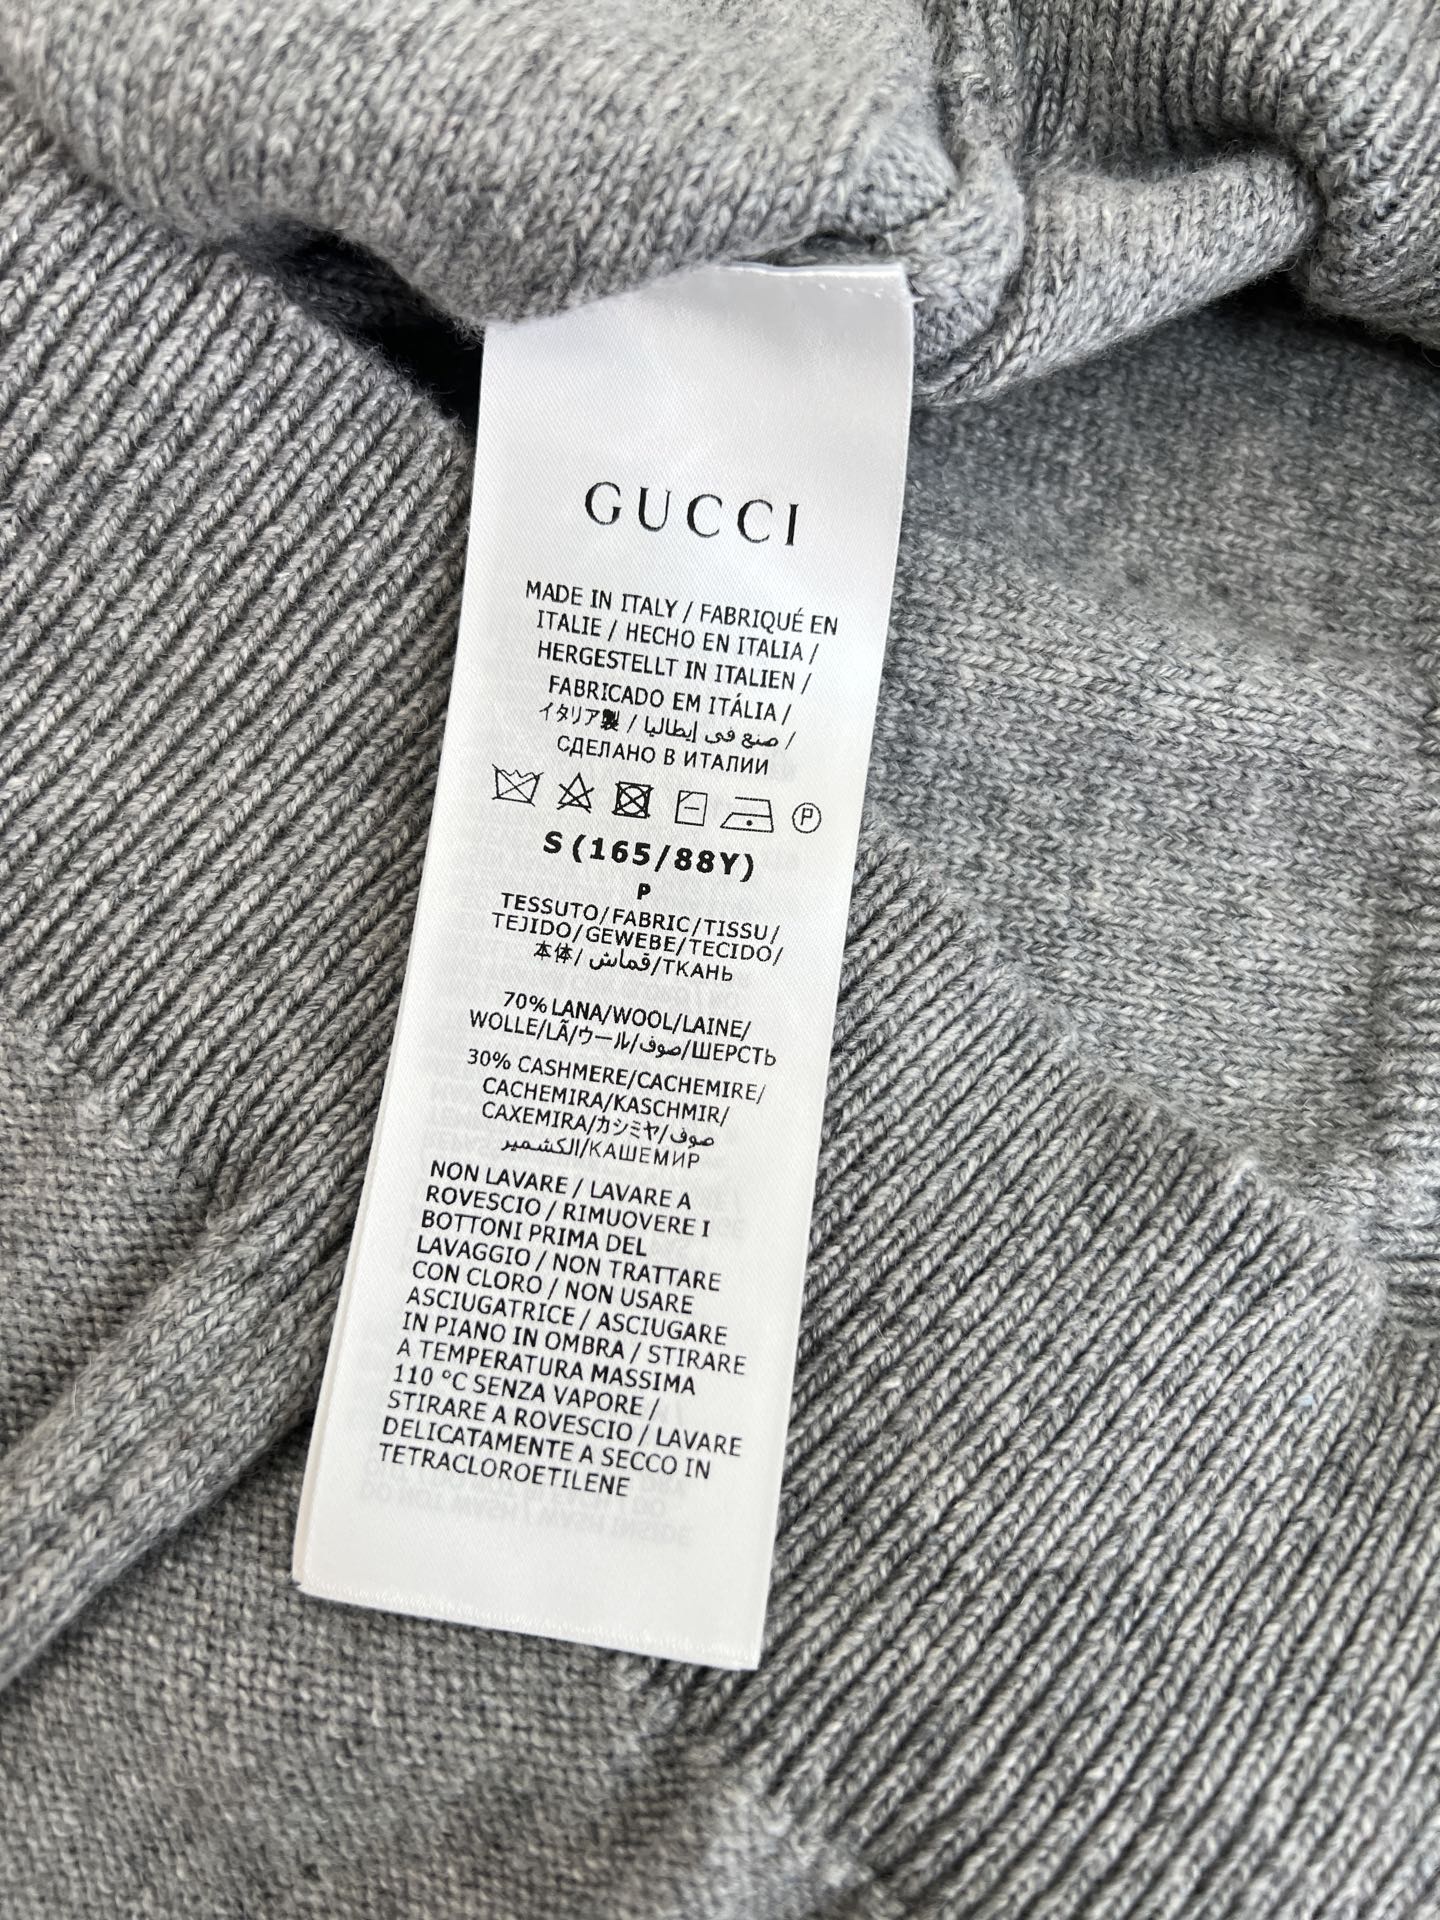 GUCCI
MADE IN ITALY / FABRIQUÉ EN
ITALIE / HECHO EN ITALIA /
HERGESTELLT IN ITALIEN /
FABRICADO EM ITÁLIA /
イタリア製 / صنع في إيطاليا /
СДЕЛАНО В ИТАЛИИ
P
S (165/88Y)
P
TESSUTO/FABRIC/TISSU/
TEJIDO/GEWEBE/TECIDO/
本体/ قماش/ТКАНЬ
70% LANA/WOOL/LAINE/
WOLLE/LÃ/ウール/صوف/ШЕРСТЬ
30% CASHMERE/CACHEMIRE/
CACHEMIRA/KASCHMIR/
CAXEMIRA/カシミヤ/صوف
الكشمير/КАШЕМИР
NON LAVARE / LAVARE A
ROVESCIO / RIMUOVERE I
BOTTONI PRIMA DEL
LAVAGGIO / NON TRATTARE
CON CLORO / NON USARE
ASCIUGATRICE / ASCIUGARE
IN PIANO IN OMBRA / STIRARE
A TEMPERATURA MASSIMA
110 °C SENZA VAPORE /
STIRARE A ROVESCIO / LAVARE
DELICATAMENTE A SECCO IN
TETRACLOROETILENE